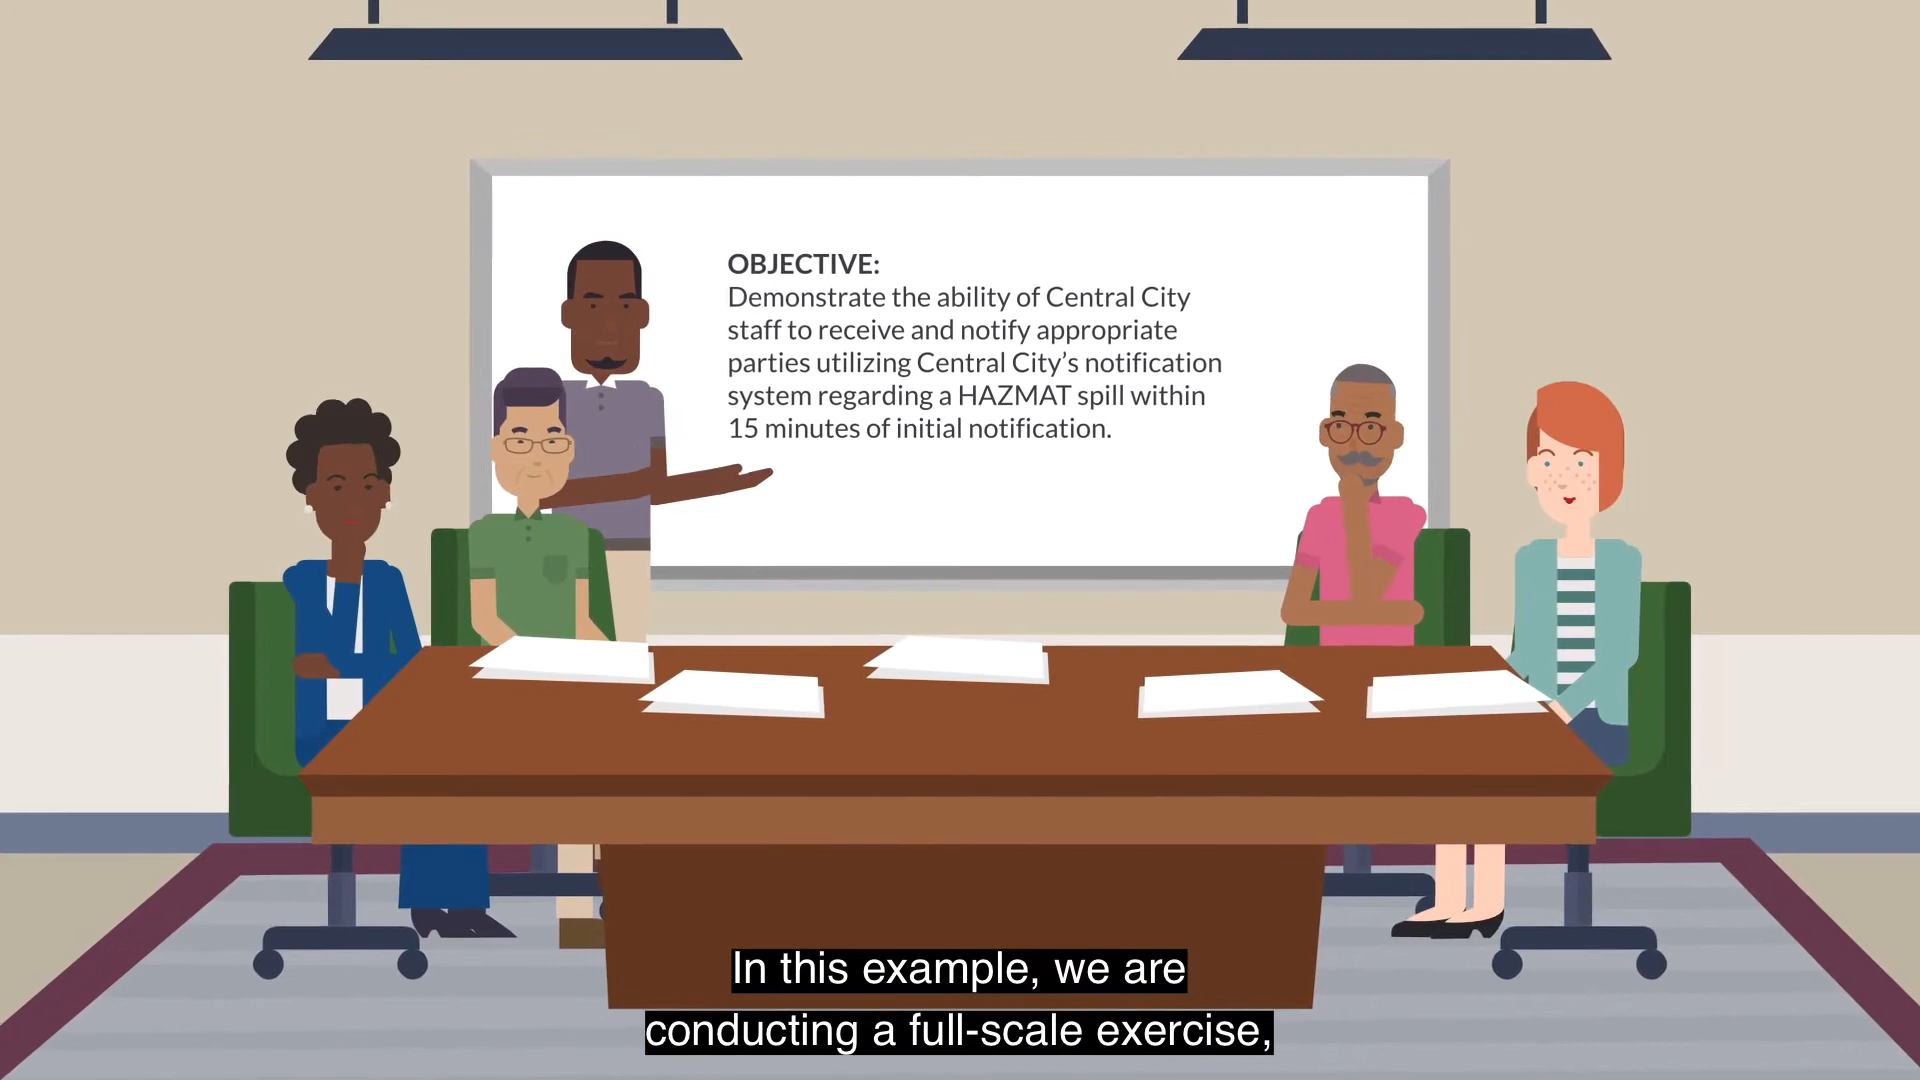 OBJECTIVE:
Demonstrate the ability of Central City
staff to receive and notify appropriate
parties utilizing Central City’s notification
system regarding a HAZMAT spill within
15 minutes of initial notification.
In this example, we are
conducting a full-scale exercise,